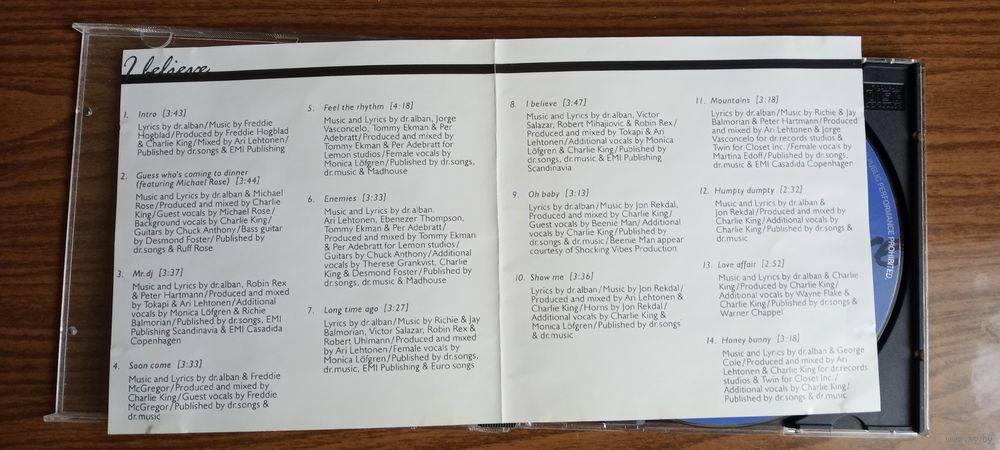 I believe
1. Intro [3:43]
Lyrics by dr.alban/Music by Freddie
Hogblad/Produced by Freddie Hogblad
& Charlie King/Mixed by Ari Lehtonen/
Published by dr.songs & EMI Publishing
2. Guess who's coming to dinner
(featuring Michael Rose) [3:44]
Music and Lyrics by dr.alban & Michael
Rose/Produced and mixed by Charlie
King/Guest vocals by Michael Rose/
Background vocals by Charlie King/
Guitars by Chuck Anthony/Bass guitar
by Desmond Foster/Published by
dr.songs & Ruff Rose
3. Mr.dj [3:37]
Music and Lyrics by dr.alban, Robin Rex
& Peter Hartmann/Produced and mixed
by Tokapi & Ari Lehtonen/Additional
vocals by Monica Löfgren & Richie
Balmorian/Published by dr.songs, EMI
Publishing Scandinavia & EMI Casadida
Copenhagen
4. Soon come [3:33]
Music and Lyrics by dr.alban & Freddie
McGregor/Produced and mixed by
Charlie King/Guest vocals by Freddie
McGregor/Published by dr.songs &
dr.music
5. Feel the rhythm [4:18]
Music and Lyrics by dr.alban, Jorge
Vasconcelo, Tommy Ekman & Per
Adebratt/Produced and mixed by
Tommy Ekman & Per Adebratt for
Lemon studios/Female vocals by
Monica Löfgren/Published by dr.songs,
dr.music & Madhouse
6. Enemies [3:33]
Music and Lyrics by dr.alban,
Ari Lehtonen, Ebenezer Thompson,
Tommy Ekman & Per Adebratt/
Produced and mixed by Tommy Ekman
& Per Adebratt for Lemon studios/
Guitars by Chuck Anthony/Additional
vocals by Therese Grankvist, Charlie
King & Desmond Foster/Published by
dr.songs, dr.music & Madhouse
7. Long time ago [3:27]
Lyrics by dr.alban/Music by Richie & Jay
Balmorian, Victor Salazar, Robin Rex &
Robert Uhlmann/Produced and mixed
by Ari Lehtonen/Female vocals by
Monica Löfgren/Published by dr.songs,
dr.music, EMI Publishing & Euro songs
8. I believe [3:47]
Music and Lyrics by dr.alban, Victor
Salazar, Robert Mihajiovic & Robin Rex/
Produced and mixed by Tokapi & Ari
Lehtonen/Additional vocals by Monica
Löfgren & Charlie King/Published by
dr.songs, dr.music & EMI Publishing
Scandinavia
9. Oh baby [3:13]
Lyrics by dr.alban/Music by Jon Rekdal,
Produced and mixed by Charlie King/
Guest vocals by Beenie Man/Additional
vocals by Charlie King/Published by
dr.songs & dr.music/Beenie Man appear
courtesy of Shocking Vibes Production
10. Show me [3:36]
Lyrics by dr.alban/Music by Jon Rekdal/
Produced and mixed by Ari Lehtonen &
Charlie King/Horns by Jon Rekdal/
Additional vocals by Charlie King &
Monica Löfgren/Published by dr.songs
& dr.music
11. Mountains [3:18]
Lyrics by dr.alban/Music by Richie & Jay
Balmorian & Peter Hartmann/Produced
and mixed by Ari Lehtonen & Jorge
Vasconcelo for dr.records studios &
Twin for Closet Inc./Female vocals by
Martina Edoff/Published by dr.songs,
dr.music & EMI Casadida Copenhagen
12. Humpty dumpty [2:32]
Music and Lyrics by dr.alban &
Jon Rekdal/Produced and mixed by
Charlie King/Additional vocals by
Charlie King/Published by dr.songs &
dr.music
13. Love affair [2:52]
Music and Lyrics by dr.alban & Charlie
King/Produced by Charlie King/
Additional vocals by Wayne Flake &
Charlie King/Published by dr.songs &
Warner Chappel
14. Honey bunny [3:18]
Music and Lyrics by dr.alban & George
Cole/Produced and mixed by Ari
Lehtonen & Charlie King for dr.records
studios & Twin for Closet Inc./
Additional vocals by Charlie King/
Published by dr.songs & dr.music
PUBLIC PERFORMANCE PROHIBITED